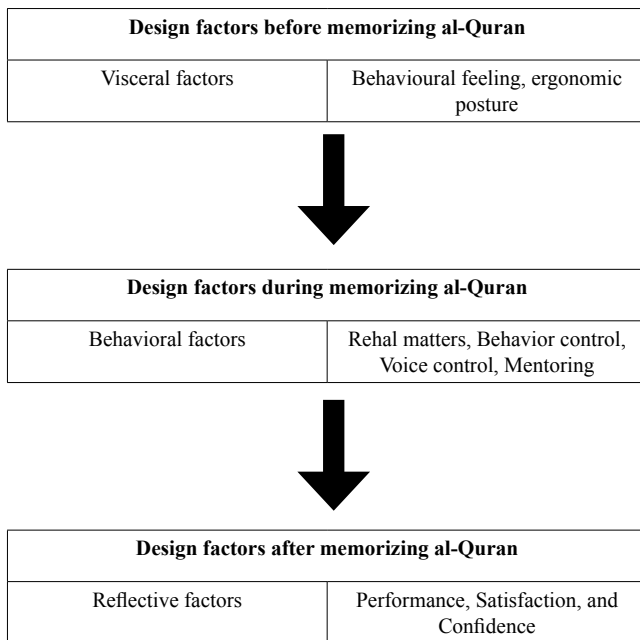 Design factors before memorizing al-Quran
Visceral factors
Behavioural feeling, ergonomic
posture
Design factors during memorizing al-Quran
Behavioral factors
Rehal matters, Behavior control,
Voice control, Mentoring
Design factors after memorizing al-Quran
Reflective factors
Performance, Satisfaction, and
Confidence